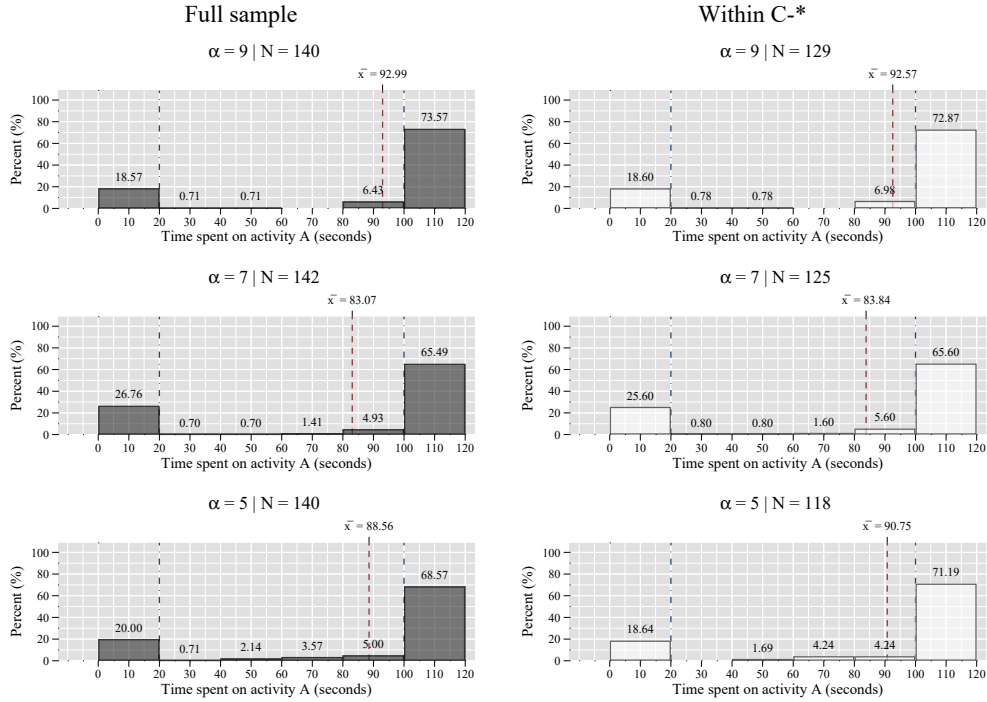 Full sample
Within C-*
α = 9 | N = 140
x̄ = 92.99
Percent (%)
100
80
60
40
20
0
18.57
0.71
0.71
6.43
73.57
0 10 20 30 40 50 60 70 80 90 100 110 120
Time spent on activity A (seconds)
α = 9 | N = 129
x̄ = 92.57
Percent (%)
100
80
60
40
20
0
18.60
0.78
0.78
6.98
72.87
0 10 20 30 40 50 60 70 80 90 100 110 120
Time spent on activity A (seconds)
α = 7 | N = 142
x̄ = 83.07
Percent (%)
100
80
60
40
20
0
26.76
0.70
0.70
1.41
4.93
65.49
0 10 20 30 40 50 60 70 80 90 100 110 120
Time spent on activity A (seconds)
α = 7 | N = 125
x̄ = 83.84
Percent (%)
100
80
60
40
20
0
25.60
0.80
0.80
1.60
5.60
65.60
0 10 20 30 40 50 60 70 80 90 100 110 120
Time spent on activity A (seconds)
α = 5 | N = 140
x̄ = 88.56
Percent (%)
100
80
60
40
20
0
20.00
0.71
2.14
3.57
5.00
68.57
0 10 20 30 40 50 60 70 80 90 100 110 120
Time spent on activity A (seconds)
α = 5 | N = 118
x̄ = 90.75
Percent (%)
100
80
60
40
20
0
18.64
1.69
4.24
4.24
71.19
0 10 20 30 40 50 60 70 80 90 100 110 120
Time spent on activity A (seconds)